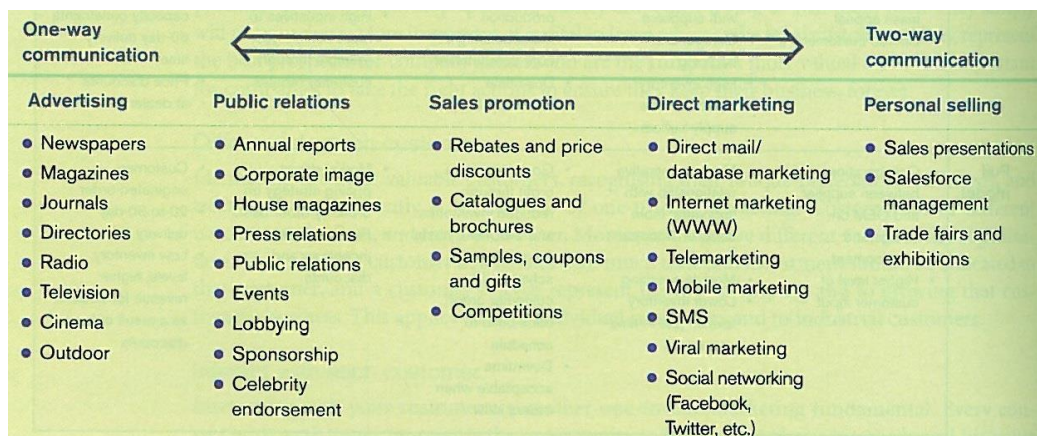 One-way
communication
Two-way
communication
Advertising
• Newspapers
• Magazines
• Journals
• Directories
• Radio
• Television
• Cinema
• Outdoor
Public relations
• Annual reports
• Corporate image
• House magazines
• Press relations
• Public relations
• Events
• Lobbying
• Sponsorship
• Celebrity
endorsement
Sales promotion
• Rebates and price
discounts
• Catalogues and
brochures
• Samples, coupons
and gifts
• Competitions
Direct marketing
• Direct mail/
database marketing
• Internet marketing
(WWW)
• Telemarketing
• Mobile marketing
• SMS
• Viral marketing
• Social networking
(Facebook,
Twitter, etc.)
Personal selling
• Sales presentations
• Salesforce
management
• Trade fairs and
exhibitions